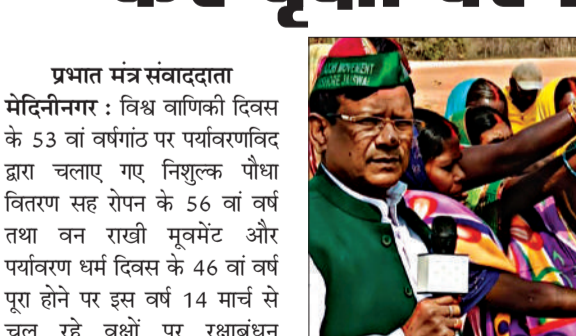 प्रभात मंत्र संवाददाता
मेदिनीनगर : विश्व वाणिकी दिवस
के 53 वां वर्षगांठ पर पर्यावरणविद
द्वारा चलाए गए निशुल्क पौधा
वितरण सह रोपन के 56 वां वर्ष
तथा वन राखी मूवमेंट और
पर्यावरण धर्म दिवस के 46 वां वर्ष
पूरा होने पर इस वर्ष 14 मार्च से
चल रहे वृक्षों पर रक्षाबंधन
MOVEMENT